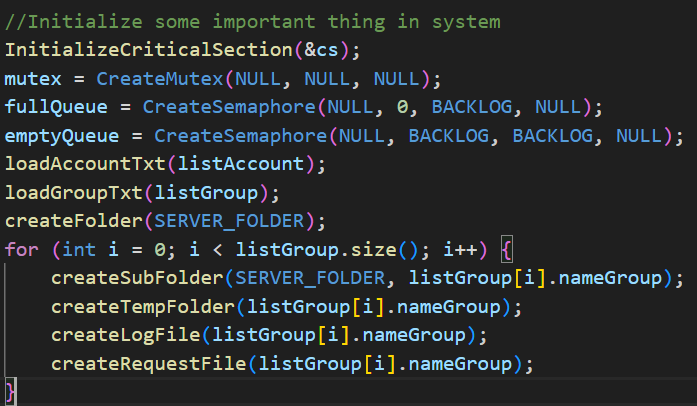 //Initialize some important thing in system
InitializeCriticalSection(&cs);
mutex = CreateMutex(NULL, NULL, NULL);
fullQueue = CreateSemaphore(NULL, 0, BACKLOG, NULL);
emptyQueue = CreateSemaphore(NULL, BACKLOG, BACKLOG, NULL);
loadAccountTxt(listAccount);
loadGroupTxt(listGroup);
createFolder(SERVER_FOLDER);
for (int i = 0; i < listGroup.size(); i++) {
    createSubFolder(SERVER_FOLDER, listGroup[i].nameGroup);
    createTempFolder(listGroup[i].nameGroup);
    createLogFile(listGroup[i].nameGroup);
    createRequestFile(listGroup[i].nameGroup);
}